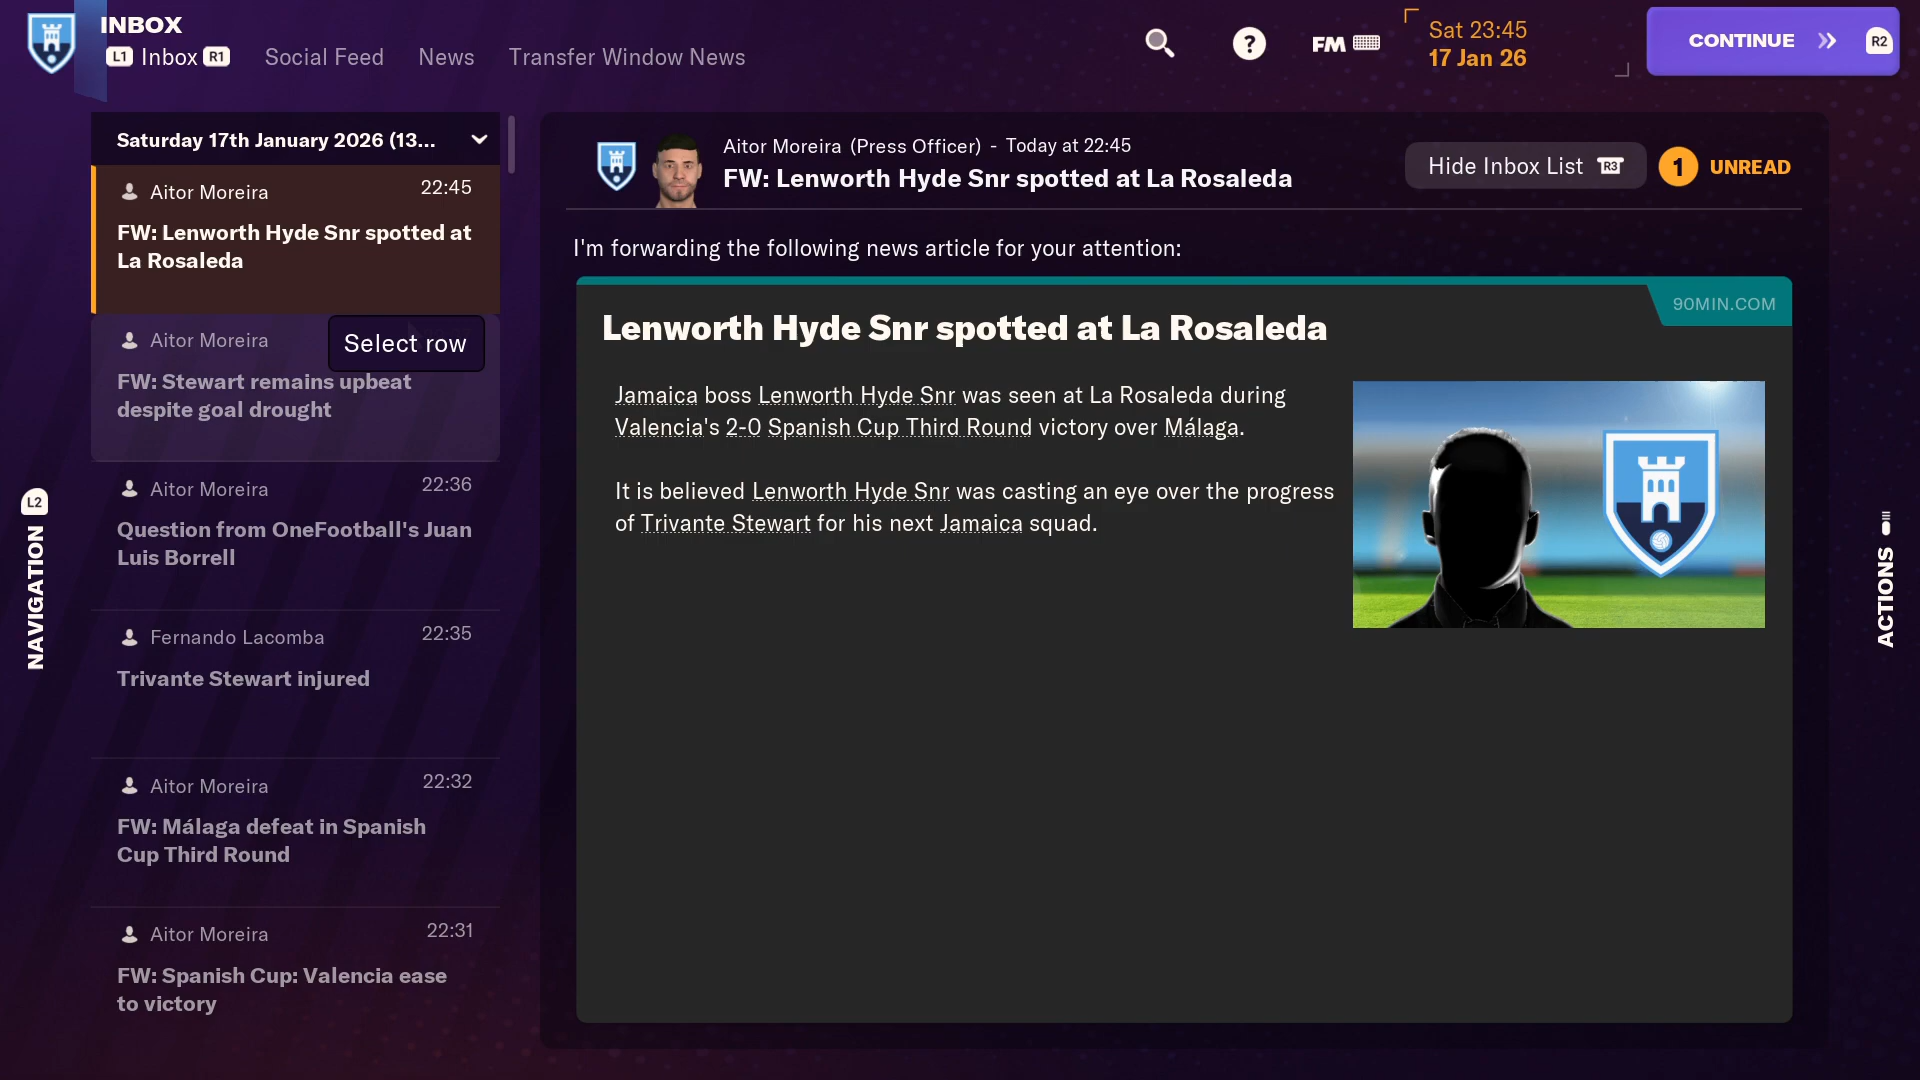 INBOX
L1 Inbox R1 Social Feed News Transfer Window News
?
FM
Sat 23:45
17 Jan 26
CONTINUE R2
Saturday 17th January 2026 (13...
Aitor Moreira 22:45
FW: Lenworth Hyde Snr spotted at
La Rosaleda
Aitor Moreira
Select row
FW: Stewart remains upbeat
despite goal drought
Aitor Moreira 22:36
Question from OneFootball's Juan
Luis Borrell
Fernando Lacomba 22:35
Trivante Stewart injured
Aitor Moreira 22:32
FW: Málaga defeat in Spanish
Cup Third Round
Aitor Moreira 22:31
FW: Spanish Cup: Valencia ease
to victory
L2
NAVIGATION
Aitor Moreira (Press Officer) - Today at 22:45
FW: Lenworth Hyde Snr spotted at La Rosaleda
Hide Inbox List R3
1 UNREAD
I'm forwarding the following news article for your attention:
90MIN.COM
Lenworth Hyde Snr spotted at La Rosaleda
Jamaica boss Lenworth Hyde Snr was seen at La Rosaleda during
Valencia's 2-0 Spanish Cup Third Round victory over Málaga.
It is believed Lenworth Hyde Snr was casting an eye over the progress
of Trivante Stewart for his next Jamaica squad.
ACTIONS